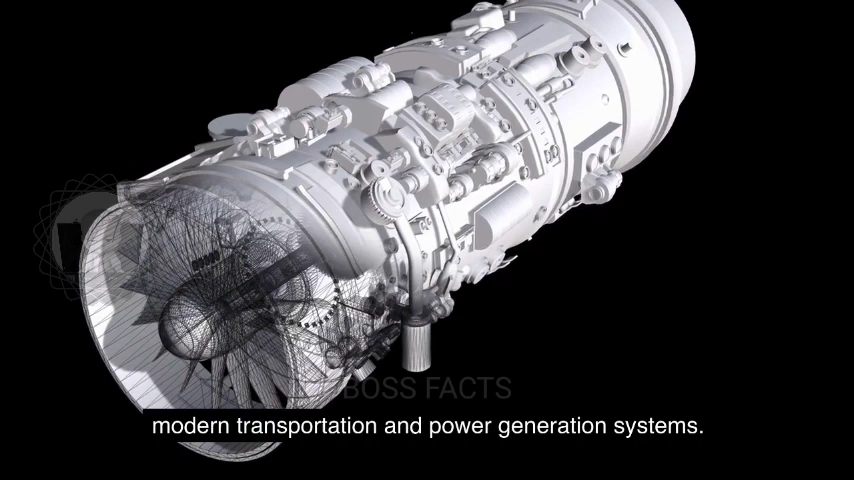 BOSS FACTS
modern transportation and power generation systems.